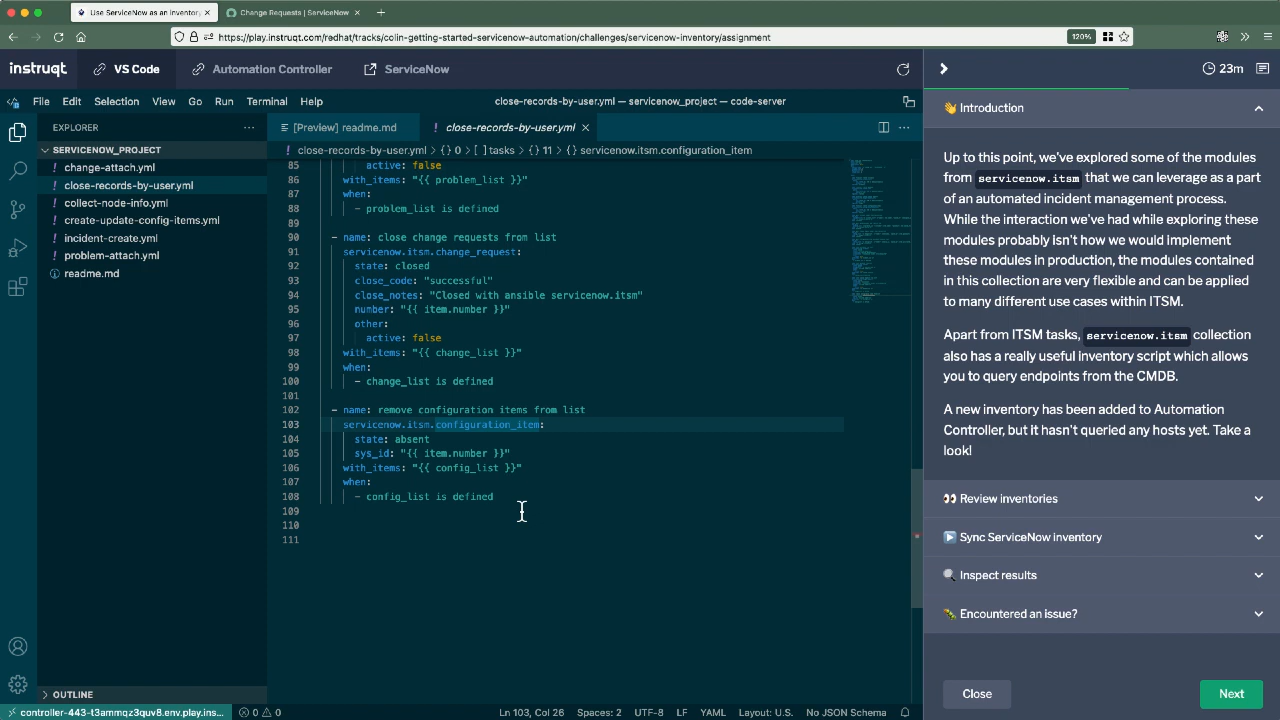 Use ServiceNow as an inventory
Change Requests | ServiceNow
https://play.instruqt.com/redhat/tracks/colin-getting-started-servicenow-automation/challenges/servicenow-inventory/assignment
120%
instruqt
VS Code
Automation Controller
ServiceNow
23m
File Edit Selection View Go Run Terminal Help
close-records-by-user.yml — servicenow_project — code-server
EXPLORER
SERVICENOW_PROJECT
change-attach.yml
close-records-by-user.yml
collect-node-info.yml
create-update-config-items.yml
incident-create.yml
problem-attach.yml
readme.md
OUTLINE
[Preview] readme.md
close-records-by-user.yml
close-records-by-user.yml > {} 0 > [ ] tasks > {} 11 > {} servicenow.itsm.configuration_item
85 active: false
86 with_items: "{{ problem_list }}"
87 when:
88 - problem_list is defined
89
90 - name: close change requests from list
91 servicenow.itsm.change_request:
92 state: closed
93 close_code: "successful"
94 close_notes: "Closed with ansible servicenow.itsm"
95 number: "{{ item.number }}"
96 other:
97 active: false
98 with_items: "{{ change_list }}"
99 when:
100 - change_list is defined
101
102 - name: remove configuration items from list
103 servicenow.itsm.configuration_item:
104 state: absent
105 sys_id: "{{ item.number }}"
106 with_items: "{{ config_list }}"
107 when:
108 - config_list is defined
109
110
111
👋 Introduction
Up to this point, we've explored some of the modules
from servicenow.itsm that we can leverage as a part
of an automated incident management process.
While the interaction we've had while exploring these
modules probaby isn't how we would implement
these modules in production, the modules contained
in this collection are very flexible and can be applied
to many different use cases within ITSM.
Apart from ITSM tasks, servicenow.itsm collection
also has a really useful inventory script which allows
you to query endpoints from the CMDB.
A new inventory has been added to Automation
Controller, but it hasn't queried any hosts yet. Take a
look!
👀 Review inventories
▶️ Sync ServiceNow inventory
🔍 Inspect results
🐛 Encountered an issue?
Close
Next
controller-443-t3ammqz3quv8.env.play.ins...
0 0
Ln 103, Col 26
Spaces: 2
UTF-8
LF
YAML
Layout: U.S.
No JSON Schema